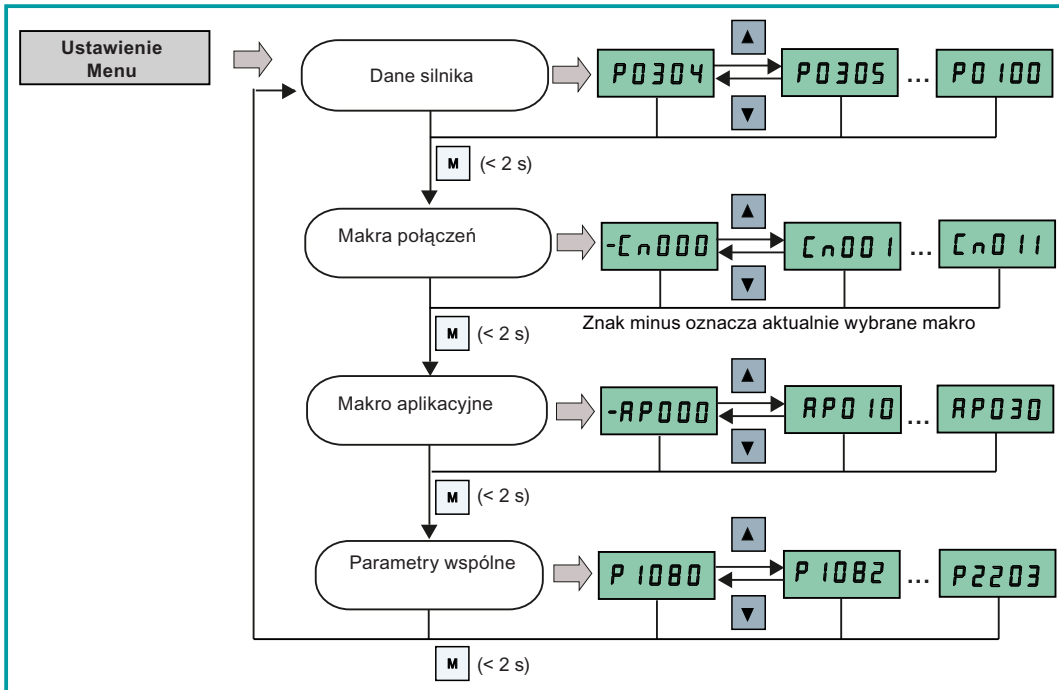 Ustawienie
Menu
Dane silnika
P0304
▲
▼
P0305
...
P0100
M (< 2 s)
Makra połączeń
-Cn000
▲
▼
Cn001
...
Cn011
Znak minus oznacza aktualnie wybrane makro
M (< 2 s)
Makro aplikacyjne
-AP000
▲
▼
AP010
...
AP030
M (< 2 s)
Parametry wspólne
P1080
▲
▼
P1082
...
P2203
M (< 2 s)